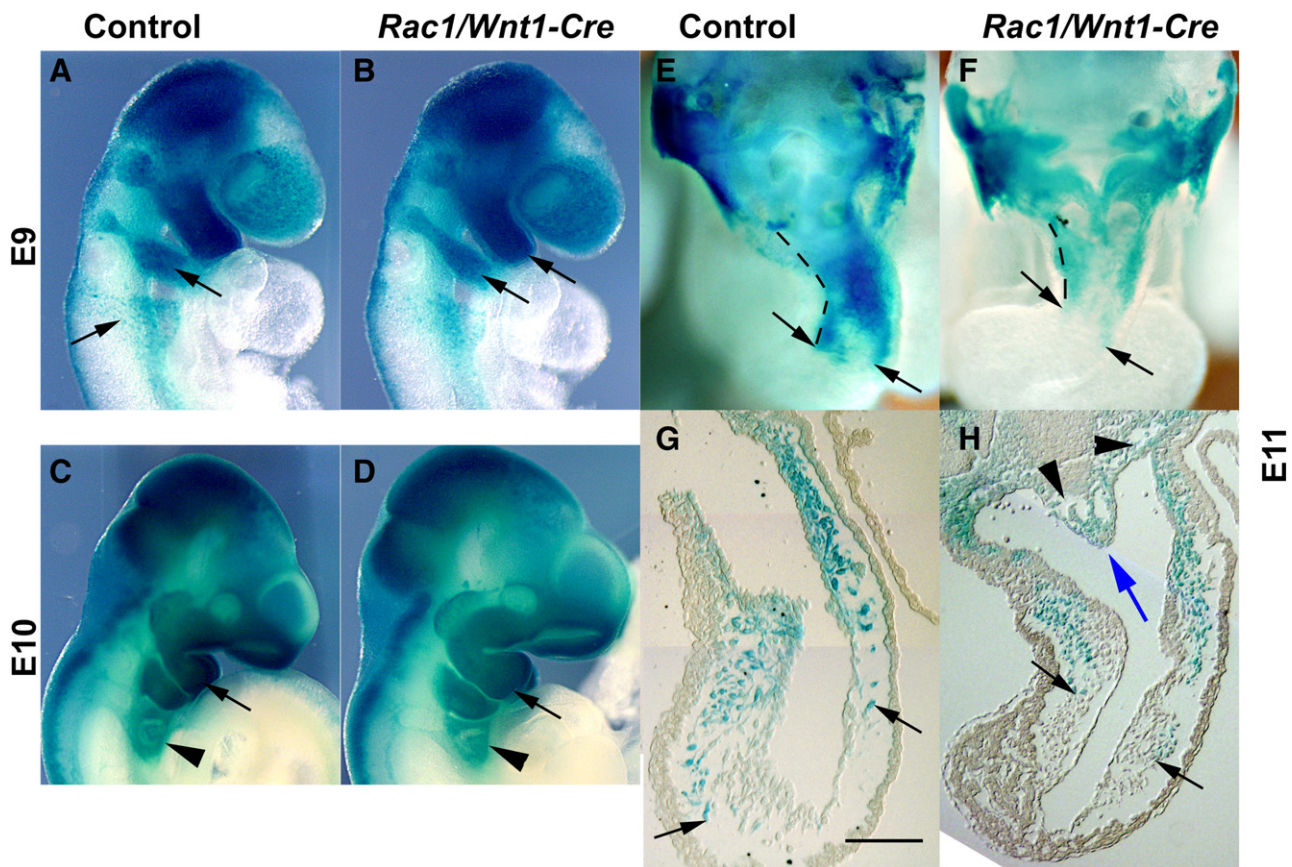 Control
Rac1/Wnt1-Cre
Control
Rac1/Wnt1-Cre
A
B
E
F
E9
C
D
G
H
E10
E11